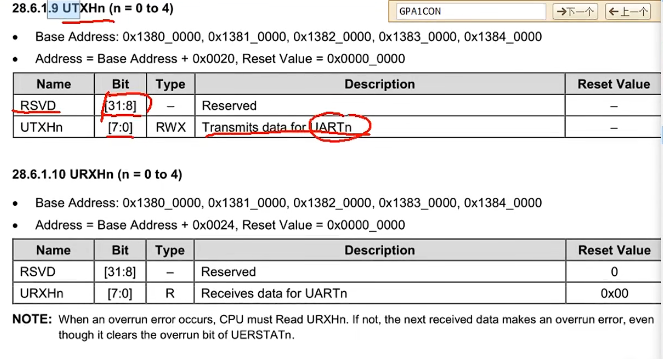 28.6.1.9 UTXHn (n = 0 to 4)
GPA1CON
下一个
上一个
• Base Address: 0x1380_0000, 0x1381_0000, 0x1382_0000, 0x1383_0000, 0x1384_0000
• Address = Base Address + 0x0020, Reset Value = 0x0000_0000
Name Bit Type Description Reset Value
RSVD [31:8] – Reserved –
UTXHn [7:0] RWX Transmits data for UARTn –
28.6.1.10 URXHn (n = 0 to 4)
• Base Address: 0x1380_0000, 0x1381_0000, 0x1382_0000, 0x1383_0000, 0x1384_0000
• Address = Base Address + 0x0024, Reset Value = 0x0000_0000
Name Bit Type Description Reset Value
RSVD [31:8] – Reserved 0
URXHn [7:0] R Receives data for UARTn 0x00
NOTE: When an overrun error occurs, CPU must Read URXHn. If not, the next received data makes an overrun error, even
though it clears the overrun bit of UERSTATn.